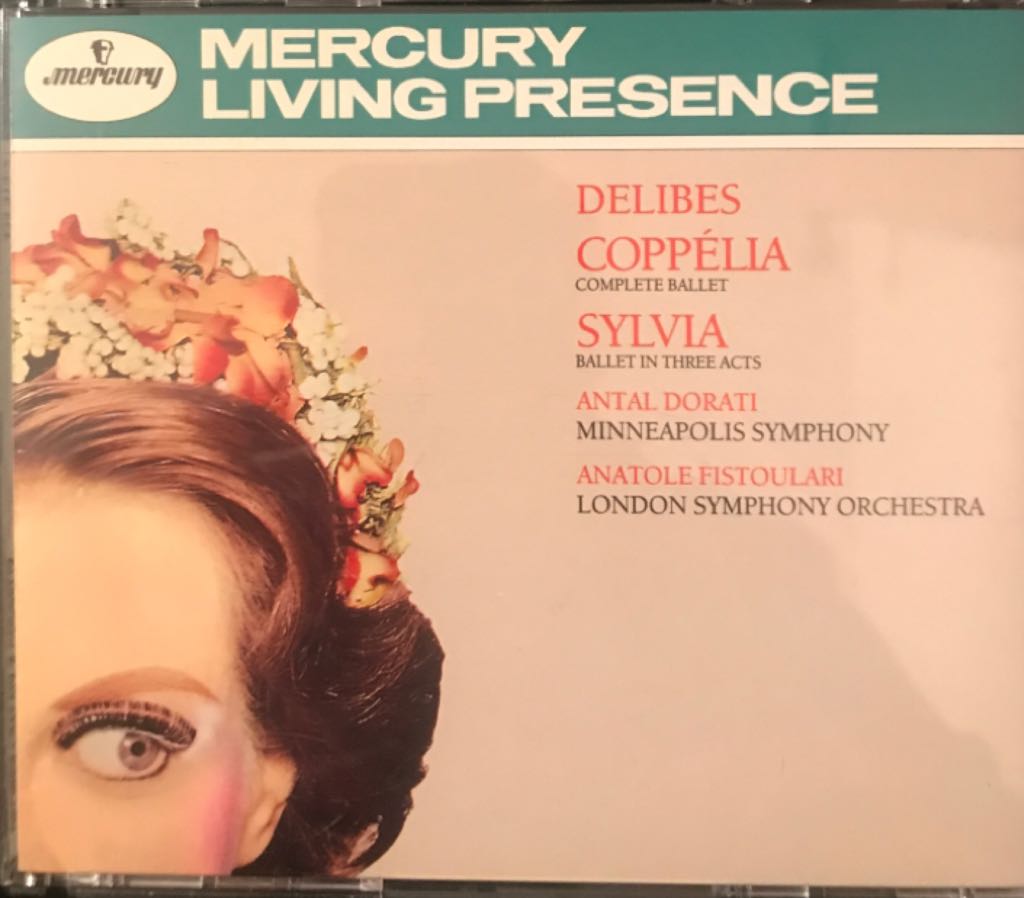 mercury
MERCURY
LIVING PRESENCE
DELIBES
COPPÉLIA
COMPLETE BALLET
SYLVIA
BALLET IN THREE ACTS
ANTAL DORATI
MINNEAPOLIS SYMPHONY
ANATOLE FISTOULARI
LONDON SYMPHONY ORCHESTRA